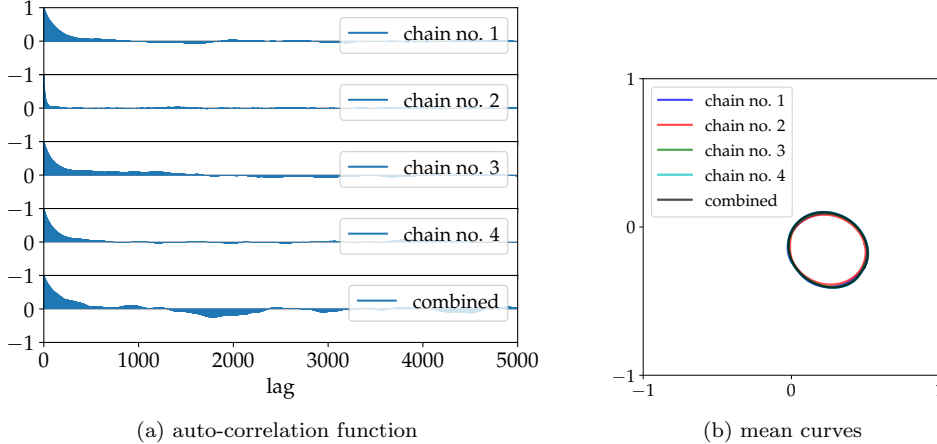 1
0
chain no. 1
−1
0
chain no. 2
−1
0
chain no. 3
−1
0
chain no. 4
−1
0
combined
−1
0 1000 2000 3000 4000 5000
lag
(a) auto-correlation function
1
chain no. 1
chain no. 2
chain no. 3
chain no. 4
combined
0
−1
−1 0 1
(b) mean curves